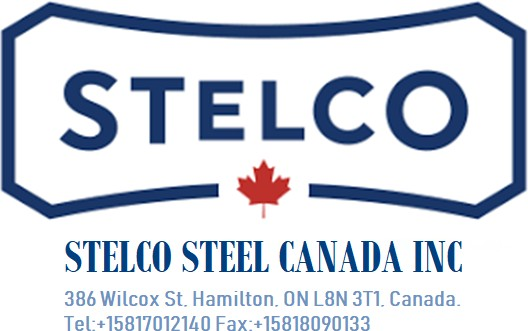 STELCO
STELCO STEEL CANADA INC
386 Wilcox St, Hamilton, ON L8N 3T1, Canada.
Tel:+15817012140 Fax:+15818090133